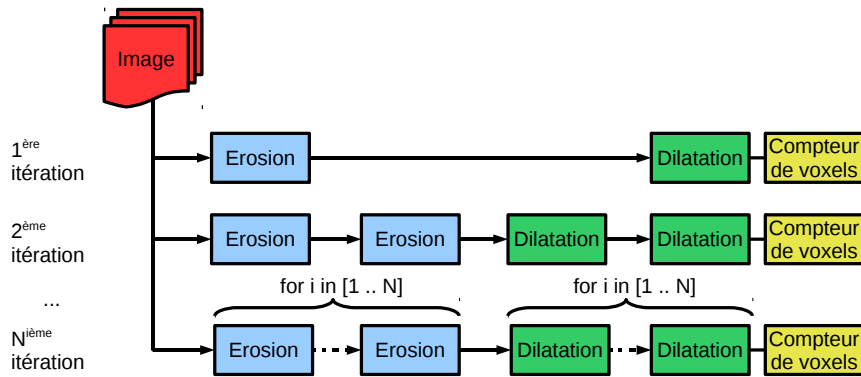 Image
1ère
itération
Erosion
Dilatation
Compteur
de voxels
2ème
itération
Erosion
Erosion
Dilatation
Dilatation
Compteur
de voxels
...
for i in [1 .. N]
for i in [1 .. N]
Nième
itération
Erosion
Erosion
Dilatation
Dilatation
Compteur
de voxels